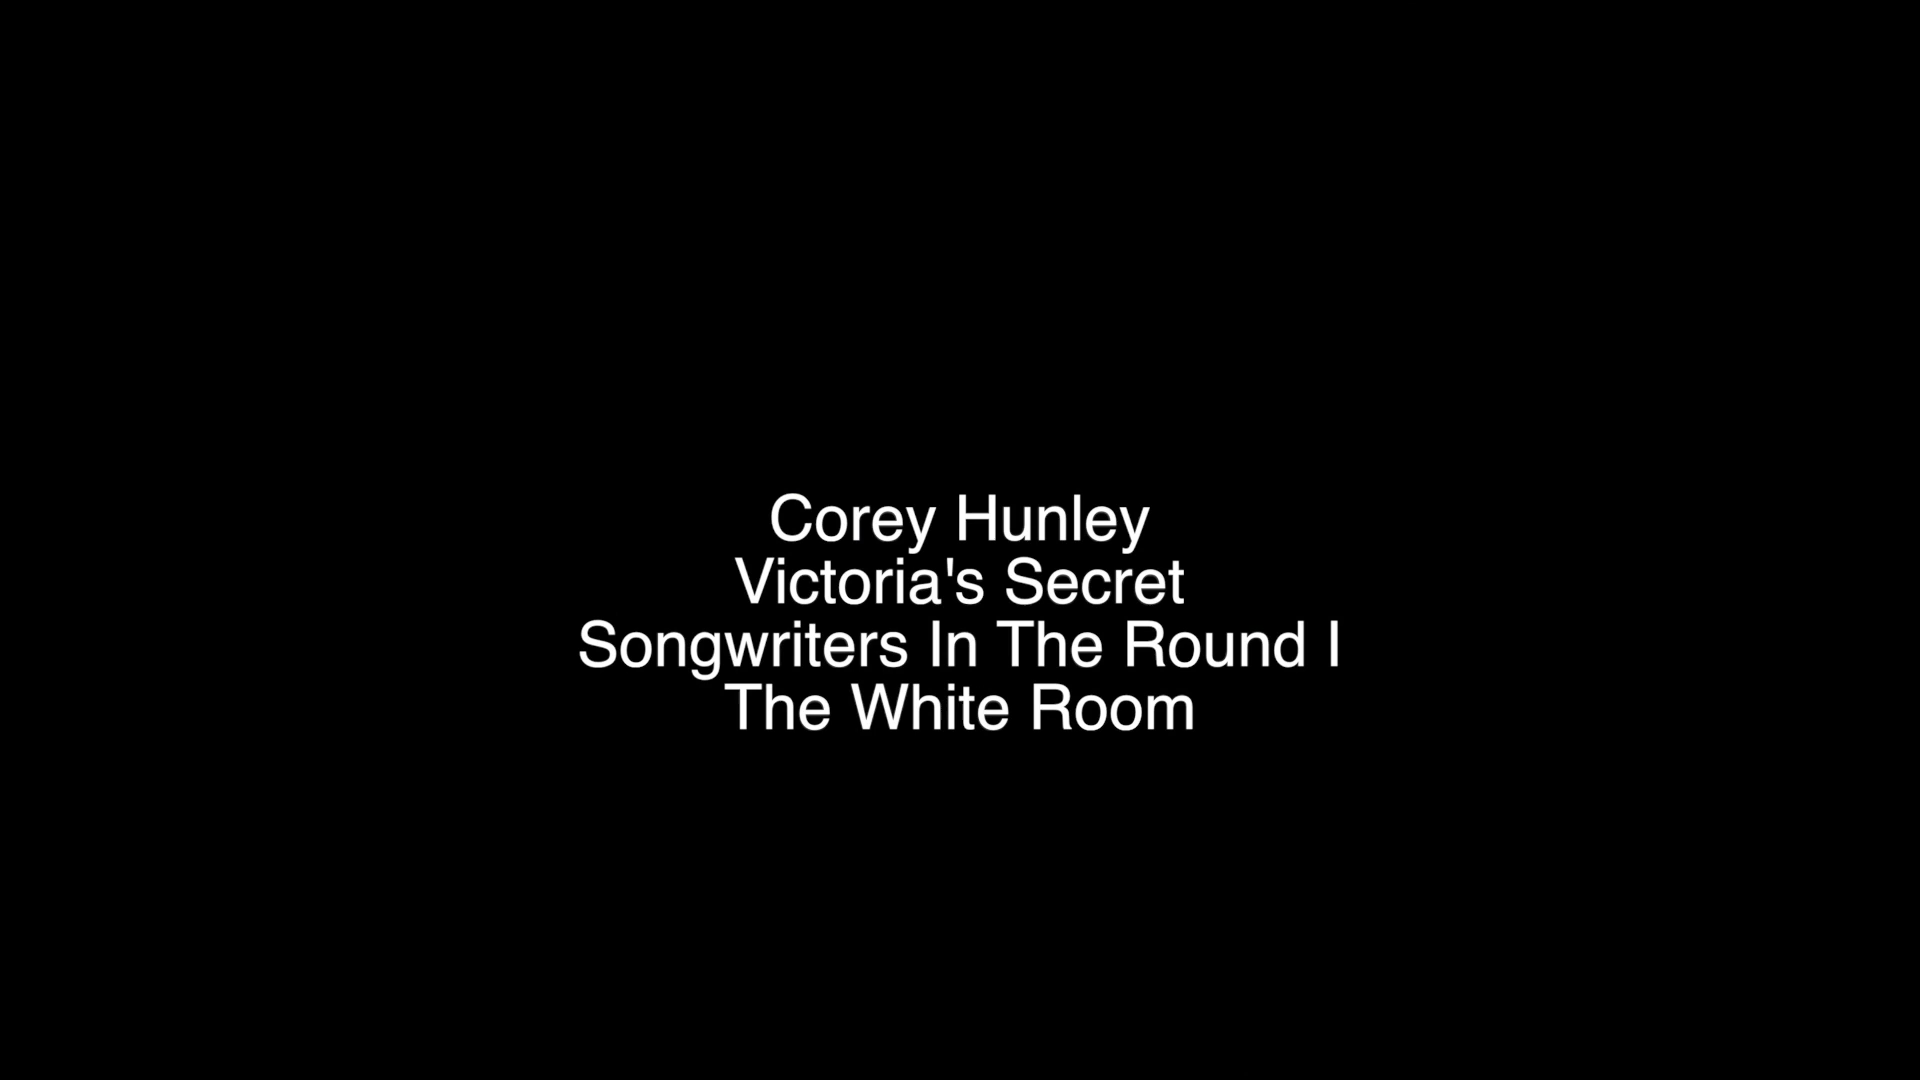 Corey Hunley
Victoria's Secret
Songwriters In The Round I
The White Room